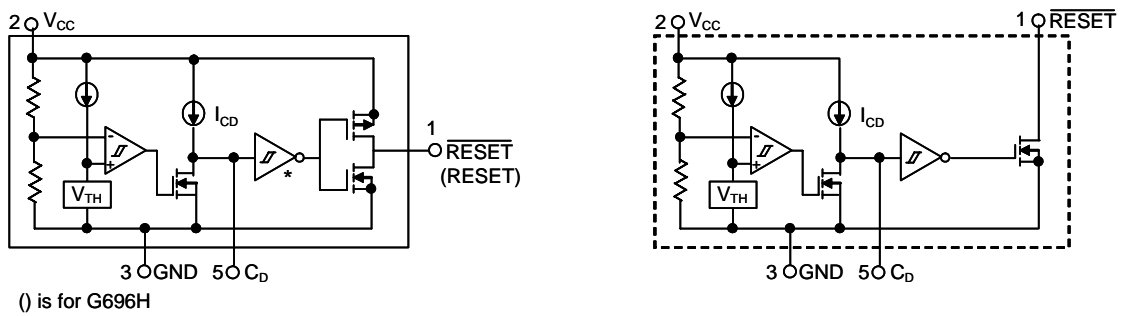 2 VCC
ICD
-
+
VTH
*
1
RESET
(RESET)
3 GND
5 CD
() is for G696H
2 VCC
1 RESET
ICD
-
+
VTH
3 GND
5 CD